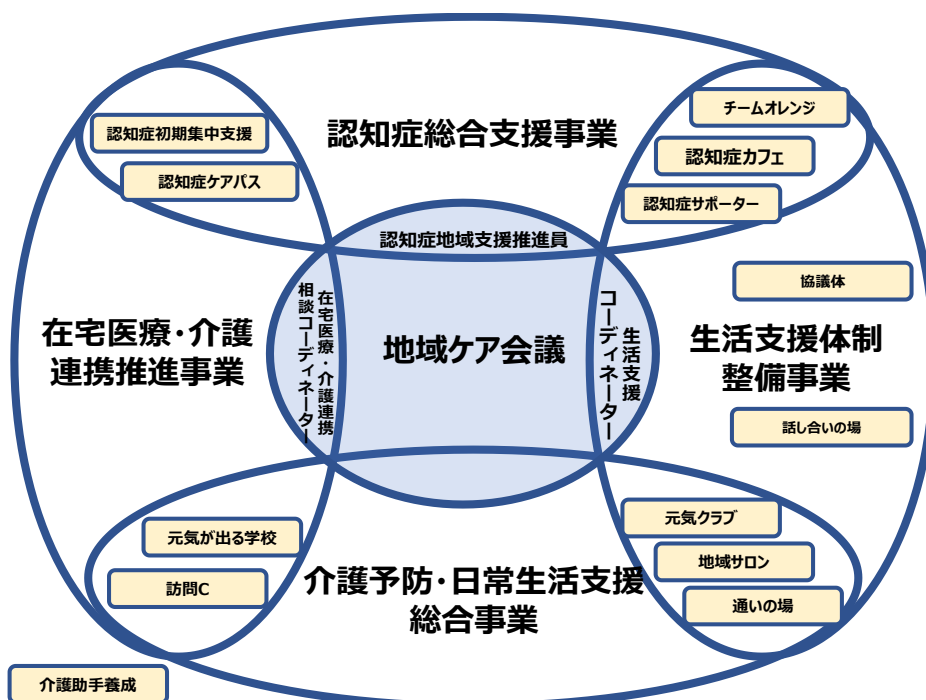 チームオレンジ
認知症初期集中支援
認知症総合支援事業
認知症カフェ
認知症ケアパス
認知症サポーター
認知症地域支援推進員
協議体
在宅医療・介護
連携推進事業
在宅医療・介護連携
相談コーディネーター
地域ケア会議
生活支援
コーディネーター
生活支援体制
整備事業
話し合いの場
元気が出る学校
訪問C
介護予防・日常生活支援
総合事業
元気クラブ
地域サロン
通いの場
介護助手養成